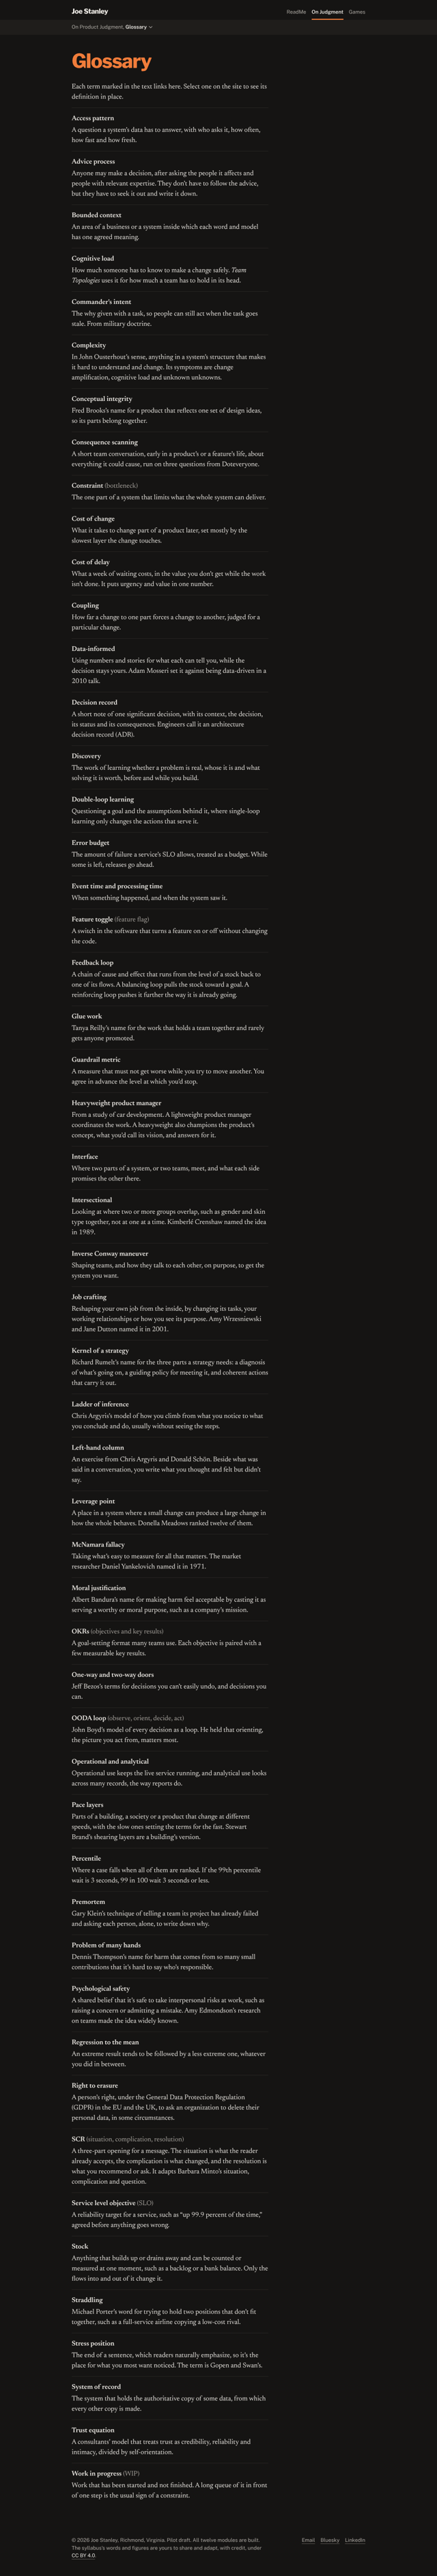 Joe Stanley
ReadMe On Judgment Games
On Product Judgment, Glossary
Glossary
Each term marked in the text links here. Select one on the site to see its
definition in place.
Access pattern
A question a system's data has to answer, with who asks it, how often,
how fast and how fresh.
Advice process
Anyone may make a decision, after asking the people it affects and
people with relevant expertise. They don't have to follow the advice,
but they have to seek it out and write it down.
Bounded context
An area of a business or a system inside which each word and model
has one agreed meaning.
Cognitive load
How much someone has to know to make a change safely. Team
Topologies uses it for how much a team has to hold in its head.
Commander's intent
The why given with a task, so people can still act when the task goes
stale. From military doctrine.
Complexity
In John Ousterhout's sense, anything in a system's structure that makes
it hard to understand and change. Its symptoms are change
amplification, cognitive load and unknown unknowns.
Conceptual integrity
Fred Brooks's name for a product that reflects one set of design ideas,
so its parts belong together.
Consequence scanning
A short team conversation, early in a product's or a feature's life, about
everything it could cause, run on three questions from Doteveryone.
Constraint (bottleneck)
The one part of a system that limits what the whole system can deliver.
Cost of change
What it takes to change part of a product later, set mostly by the
slowest layer the change touches.
Cost of delay
What a week of waiting costs, in the value you don't get while the work
isn't done. It puts urgency and value in one number.
Coupling
How far a change to one part forces a change to another, judged for a
particular change.
Data-informed
Using numbers and stories for what each can tell you, while the
decision stays yours. Adam Mosseri set it against being data-driven in a
2010 talk.
Decision record
A short note of one significant decision, with its context, the decision,
its status and its consequences. Engineers call it an architecture
decision record (ADR).
Discovery
The work of learning whether a problem is real, whose it is and what
solving it is worth, before and while you build.
Double-loop learning
Questioning a goal and the assumptions behind it, where single-loop
learning only changes the actions that serve it.
Error budget
The amount of failure a service's SLO allows, treated as a budget. While
some is left, releases go ahead.
Event time and processing time
When something happened, and when the system saw it.
Feature toggle (feature flag)
A switch in the software that turns a feature on or off without changing
the code.
Feedback loop
A chain of cause and effect that runs from the level of a stock back to
one of its flows. A balancing loop pulls the stock toward a goal. A
reinforcing loop pushes it further the way it is already going.
Glue work
Tanya Reilly's name for the work that holds a team together and rarely
gets anyone promoted.
Guardrail metric
A measure that must not get worse while you try to move another. You
agree in advance the level at which you'd stop.
Heavyweight product manager
From a study of car development. A lightweight product manager
coordinates the work. A heavyweight also champions the product's
concept, what you'd call its vision, and answers for it.
Interface
Where two parts of a system, or two teams, meet, and what each side
promises the other there.
Intersectional
Looking at where two or more groups overlap, such as gender and skin
type together, not at one at a time. Kimberlé Crenshaw named the idea
in 1989.
Inverse Conway maneuver
Shaping teams, and how they talk to each other, on purpose, to get the
system you want.
Job crafting
Reshaping your own job from the inside, by changing its tasks, your
working relationships or how you see its purpose. Amy Wrzesniewski
and Jane Dutton named it in 2001.
Kernel of a strategy
Richard Rumelt's name for the three parts a strategy needs: a diagnosis
of what's going on, a guiding policy for meeting it, and coherent actions
that carry it out.
Ladder of inference
Chris Argyris's model of how you climb from what you notice to what
you conclude and do, usually without seeing the steps.
Left-hand column
An exercise from Chris Argyris and Donald Schön. Beside what was
said in a conversation, you write what you thought and felt but didn't
say.
Leverage point
A place in a system where a small change can produce a large change in
how the whole behaves. Donella Meadows ranked twelve of them.
McNamara fallacy
Taking what's easy to measure for all that matters. The market
researcher Daniel Yankelovich named it in 1971.
Moral justification
Albert Bandura's name for making harm feel acceptable by casting it as
serving a worthy or moral purpose, such as a company's mission.
OKRs (objectives and key results)
A goal-setting format many teams use. Each objective is paired with a
few measurable key results.
One-way and two-way doors
Jeff Bezos's terms for decisions you can't easily undo, and decisions you
can.
OODA loop (observe, orient, decide, act)
John Boyd's model of every decision as a loop. He held that orienting,
the picture you act from, matters most.
Operational and analytical
Operational use keeps the live service running, and analytical use looks
across many records, the way reports do.
Pace layers
Parts of a building, a society or a product that change at different
speeds, with the slow ones setting the terms for the fast. Stewart
Brand's shearing layers are a building's version.
Percentile
Where a case falls when all of them are ranked. If the 99th percentile
wait is 3 seconds, 99 in 100 wait 3 seconds or less.
Premortem
Gary Klein's technique of telling a team its project has already failed
and asking each person, alone, to write down why.
Problem of many hands
Dennis Thompson's name for harm that comes from so many small
contributions that it's hard to say who's responsible.
Psychological safety
A shared belief that it's safe to take interpersonal risks at work, such as
raising a concern or admitting a mistake. Amy Edmondson's research
on teams made the idea widely known.
Regression to the mean
An extreme result tends to be followed by a less extreme one, whatever
you did in between.
Right to erasure
A person's right, under the General Data Protection Regulation
(GDPR) in the EU and the UK, to ask an organization to delete their
personal data, in some circumstances.
SCR (situation, complication, resolution)
A three-part opening for a message. The situation is what the reader
already accepts, the complication is what changed, and the resolution is
what you recommend or ask. It adapts Barbara Minto's situation,
complication and question.
Service level objective (SLO)
A reliability target for a service, such as “up 99.9 percent of the time,”
agreed before anything goes wrong.
Stock
Anything that builds up or drains away and can be counted or
measured at one moment, such as a backlog or a bank balance. Only the
flows into and out of it change it.
Straddling
Michael Porter's word for trying to hold two positions that don't fit
together, such as a full-service airline copying a low-cost rival.
Stress position
The end of a sentence, which readers naturally emphasize, so it's the
place for what you most want noticed. The term is Gopen and Swan's.
System of record
The system that holds the authoritative copy of some data, from which
every other copy is made.
Trust equation
A consultants' model that treats trust as credibility, reliability and
intimacy, divided by self-orientation.
Work in progress (WIP)
Work that has been started and not finished. A long queue of it in front
of one step is the usual sign of a constraint.
© 2026 Joe Stanley, Richmond, Virginia. Pilot draft. All twelve modules are built.
The syllabus's words and figures are yours to share and adapt, with credit, under
CC BY 4.0.
Email Bluesky LinkedIn